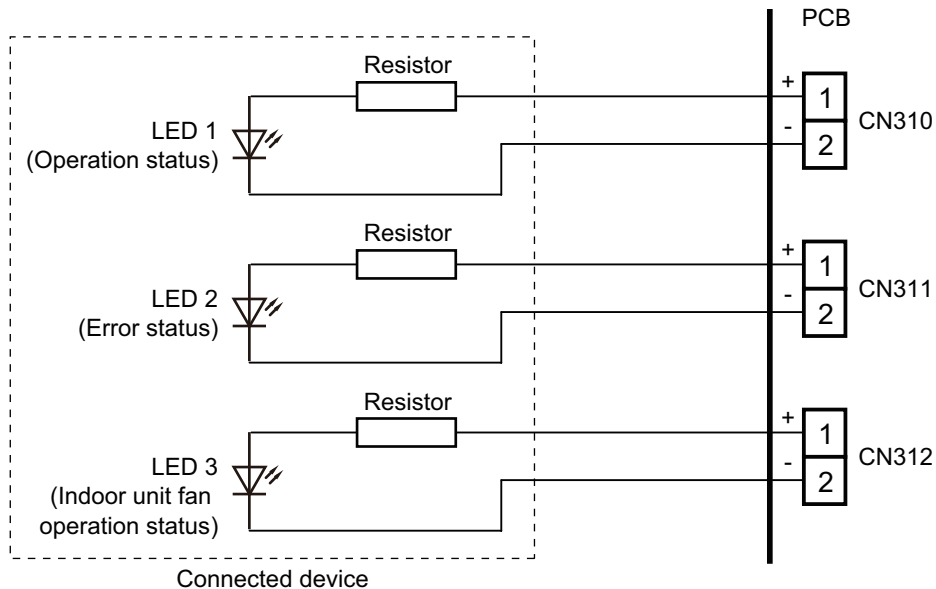 PCB
Resistor
LED 1
(Operation status)
+
1
-
2
CN310
Resistor
LED 2
(Error status)
+
1
-
2
CN311
Resistor
LED 3
(Indoor unit fan
operation status)
+
1
-
2
CN312
Connected device